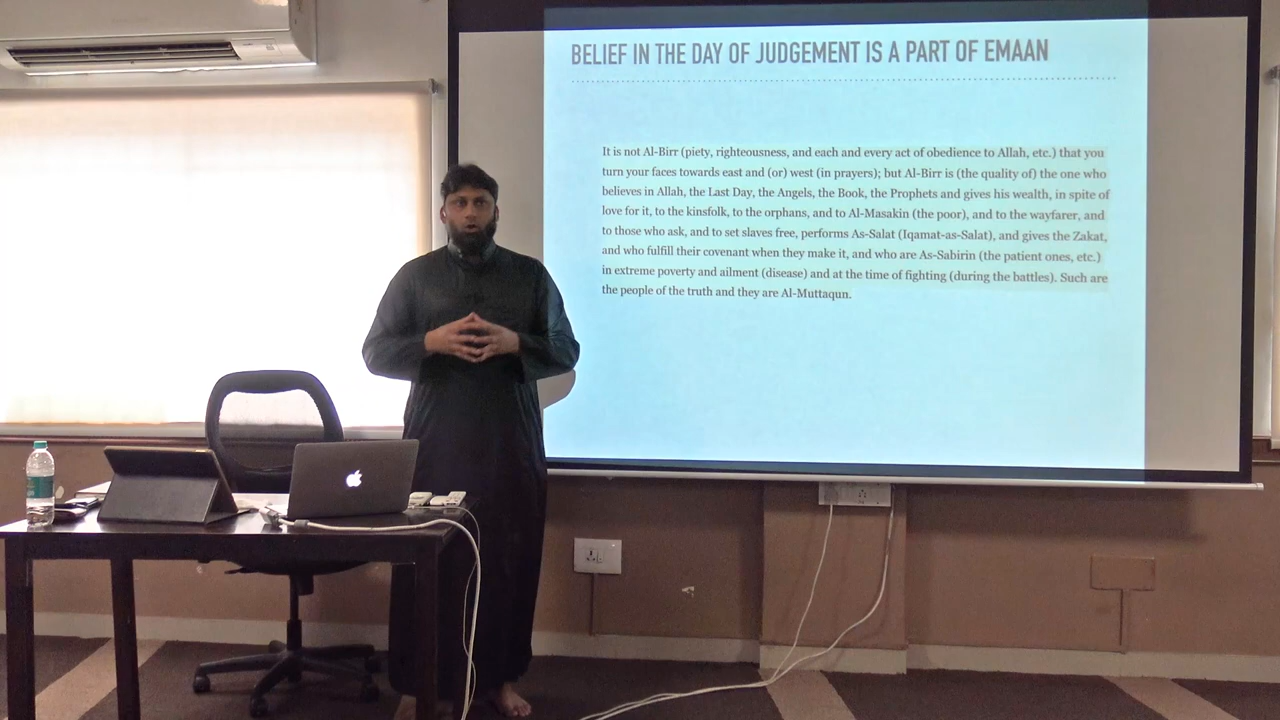 BELIEF IN THE DAY OF JUDGEMENT IS A PART OF EMAAN
It is not Al-Birr (piety, righteousness, and each and every act of obedience to Allah, etc.) that you
turn your faces towards east and (or) west (in prayers); but Al-Birr is (the quality of) the one who
believes in Allah, the Last Day, the Angels, the Book, the Prophets and gives his wealth, in spite of
love for it, to the kinsfolk, to the orphans, and to Al-Masakin (the poor), and to the wayfarer, and
to those who ask, and to set slaves free, performs As-Salat (Iqamat-as-Salat), and gives the Zakat,
and who fulfill their covenant when they make it, and who are As-Sabirin (the patient ones, etc.)
in extreme poverty and ailment (disease) and at the time of fighting (during the battles). Such are
the people of the truth and they are Al-Muttaqun.